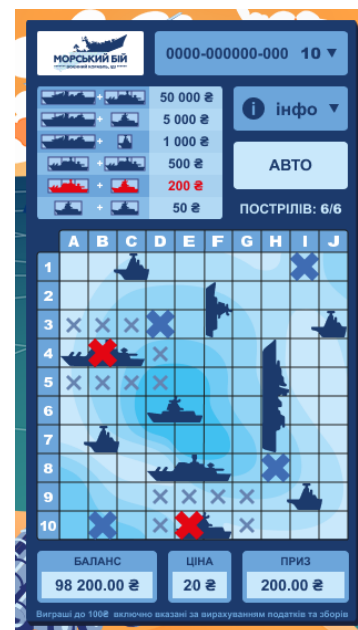 МОРСЬКИЙ БІЙ
0000-000000-000 10 ▼
+ 50 000 ₴
+ 5 000 ₴
+ 1 000 ₴
+ 500 ₴
+ 200 ₴
+ 50 ₴
i інфо ▼
АВТО
ПОСТРІЛІВ: 6/6
A B C D E F G H I J
1
2
3
4
5
6
7
8
9
10
БАЛАНС
98 200.00 ₴
ЦІНА
20 ₴
ПРИЗ
200.00 ₴
Виграші до 100₴ включно вказані за вирахуванням податків та зборів